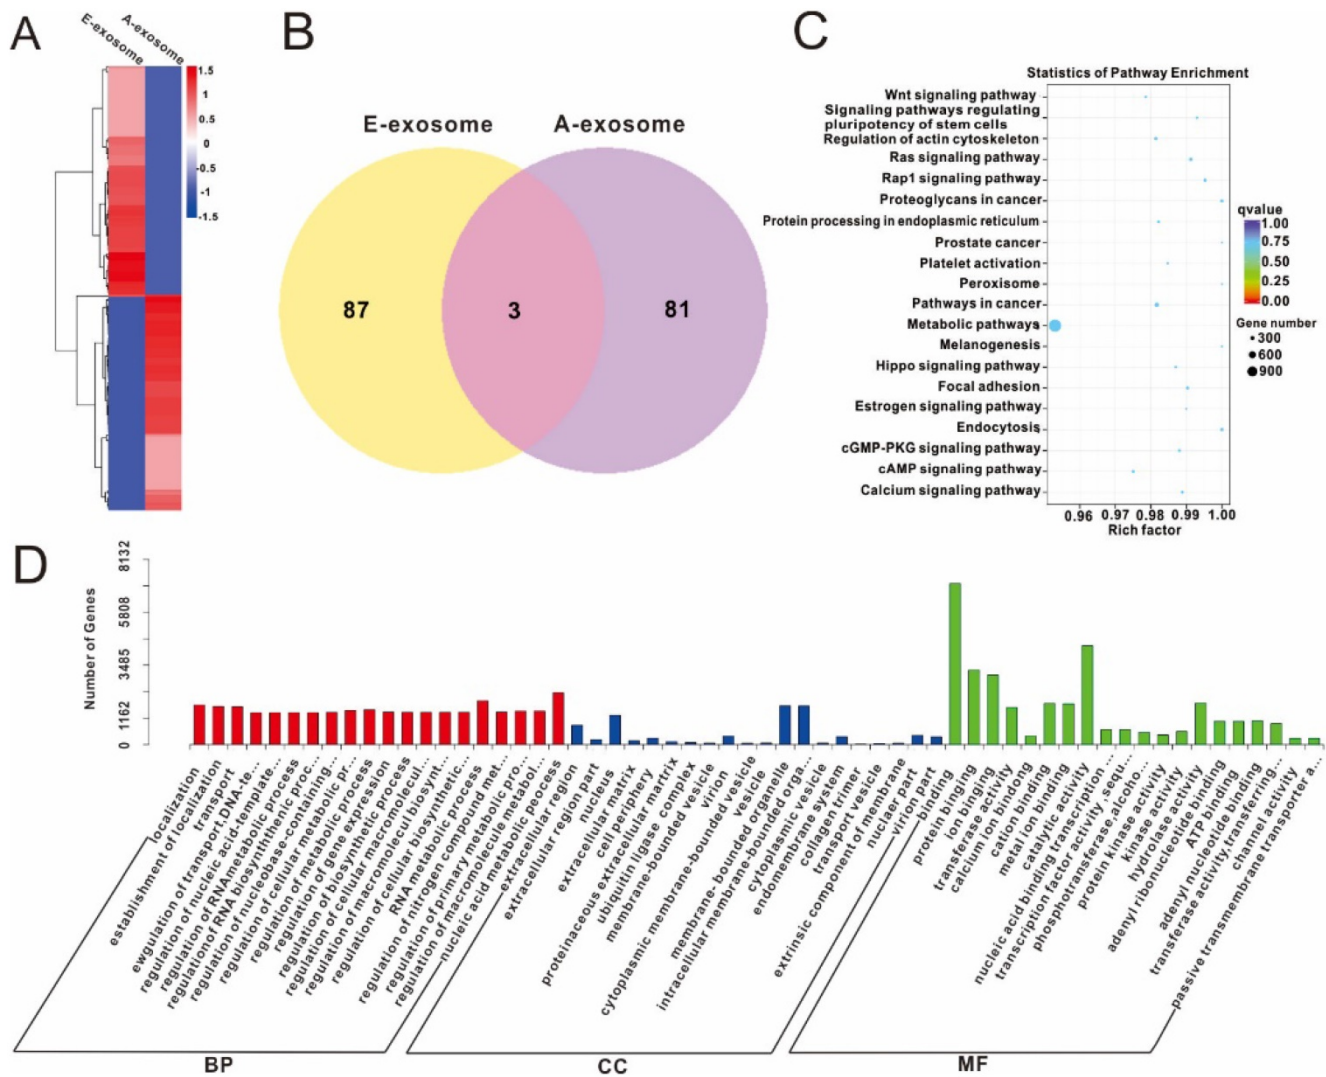 A
E-exosome
A-exosome
1.5
1
0.5
0
-0.5
-1
-1.5
B
E-exosome
A-exosome
87
3
81
C
Statistics of Pathway Enrichment
Wnt signaling pathway
Signaling pathways regulating
pluripotency of stem cells
Regulation of actin cytoskeleton
Ras signaling pathway
Rap1 signaling pathway
Proteoglycans in cancer
Protein processing in endoplasmic reticulum
Prostate cancer
Platelet activation
Peroxisome
Pathways in cancer
Metabolic pathways
Melanogenesis
Hippo signaling pathway
Focal adhesion
Estrogen signaling pathway
Endocytosis
cGMP-PKG signaling pathway
cAMP signaling pathway
Calcium signaling pathway
0.96 0.97 0.98 0.99 1.00
Rich factor
qvalue
1.00
0.75
0.50
0.25
0.00
Gene number
300
600
900
D
Number of Genes
8132
5808
3485
1162
0
localization
establishment of localization
transport
ewgulation of transport DNA-te...
regulation of nucleic acid-template...
regulation of RNA metabolic process
regulation of RNA biosynthetic proc...
regulation of nucleobase-containing...
regulation of cellular metabolic pr...
regulation of metabolic process
regulation of gene expression
regulation of biosynthetic process
regulation of cellular macromolecul...
regulation of macromolecul biosynt...
regulation of cellular biosynthetic...
RNA metabolic process
regulation of nitrogen compound met...
regulation of primary metabolic pro...
regulation of macromolecule metaboli...
nucleic acid metabolic peocess
extracellular region
extracellular region part
nucleus
extracellular matrix
cell periphery
proteinaceous extracellular matrix
ubiquitin ligase complex
membrane-bounded vesicle
virion
cytoplasmic membrane-bounded vesicle
vesicle
membrane- bounded organelle
intracellular membrane-bounded orga...
cytoplasmic vesicle
endomembrane system
collagen trimer
transport vesicle
extrinsic component of membrane
nuclear part
virion part
binding
protein binding
ion binding
transferase activity
calcium ion binding
cation binding
metal ion binding
catalytic activity
nucleic acid binding transcription ...
transcription factor activity , sequ...
phosphotransferase alcoho...
protein kinase activity
kinase activity
hydrolase activity
adenyl ribonucleotide binding
ATP binding
adenyl nucleotide binding
transferase activity, transferring...
channel activity
passive transmembrane transporter a...
BP
CC
MF